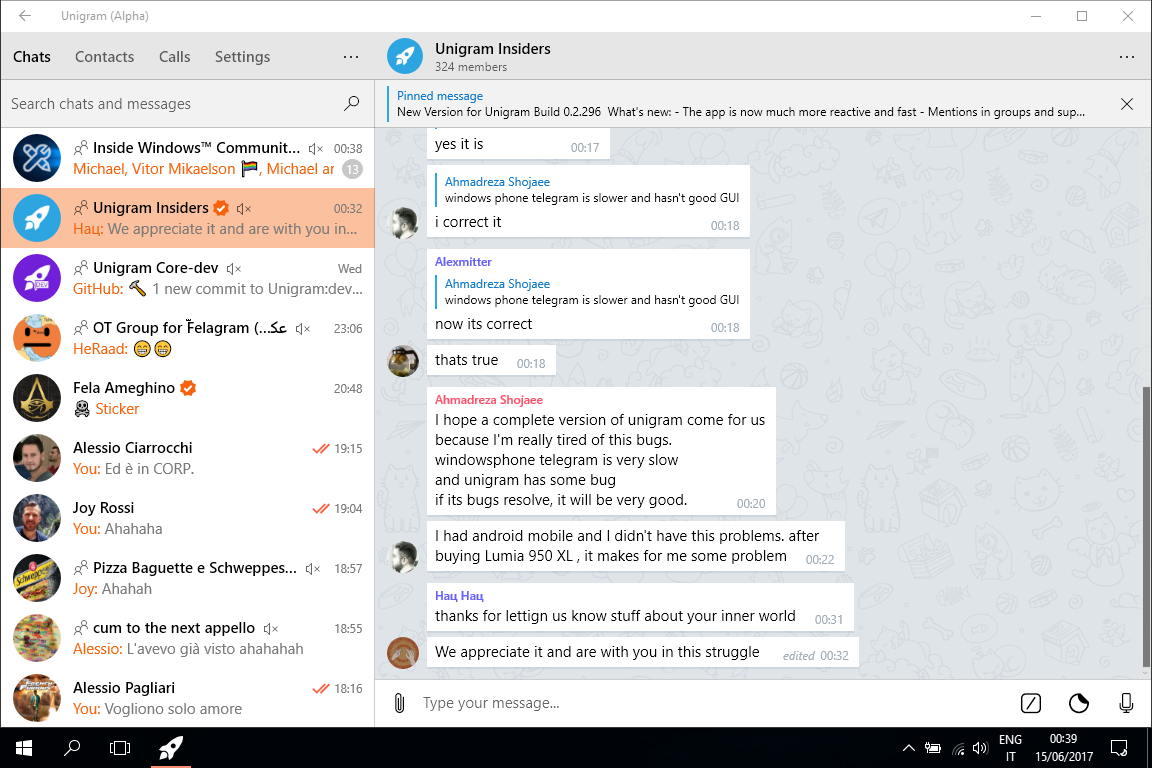 Unigram (Alpha)
Chats Contacts Calls Settings
Search chats and messages
Inside Windows™ Communit... 00:38
Michael, Vitor Mikaelson 🏳️‍🌈, Michael ar 13
Unigram Insiders 00:32
Нац: We appreciate it and are with you in...
Unigram Core-dev Wed
GitHub: 🔨 1 new commit to Unigram:dev...
OT Group for Felagram (...عک 23:06
HeRaad: 😁😁
Fela Ameghino 20:48
☠ Sticker
Alessio Ciarrocchi 19:15
You: Ed è in CORP.
Joy Rossi 19:04
You: Ahahaha
Pizza Baguette e Schweppes... 18:57
Joy: Ahahah
cum to the next appello 18:55
Alessio: L'avevo già visto ahahahah
Alessio Pagliari 18:16
You: Vogliono solo amore
Unigram Insiders
324 members
Pinned message
New Version for Unigram Build 0.2.296 What's new: - The app is now much more reactive and fast - Mentions in groups and sup...
yes it is 00:17
Ahmadreza Shojaee
windows phone telegram is slower and hasn't good GUI
i correct it 00:18
Alexmitter
Ahmadreza Shojaee
windows phone telegram is slower and hasn't good GUI
now its correct 00:18
thats true 00:18
Ahmadreza Shojaee
I hope a complete version of unigram come for us
because I'm really tired of this bugs.
windowsphone telegram is very slow
and unigram has some bug
if its bugs resolve, it will be very good. 00:20
I had android mobile and I didn't have this problems. after
buying Lumia 950 XL , it makes for me some problem 00:22
Нац Нац
thanks for lettign us know stuff about your inner world 00:31
We appreciate it and are with you in this struggle edited 00:32
Type your message...
ENG
IT
00:39
15/06/2017